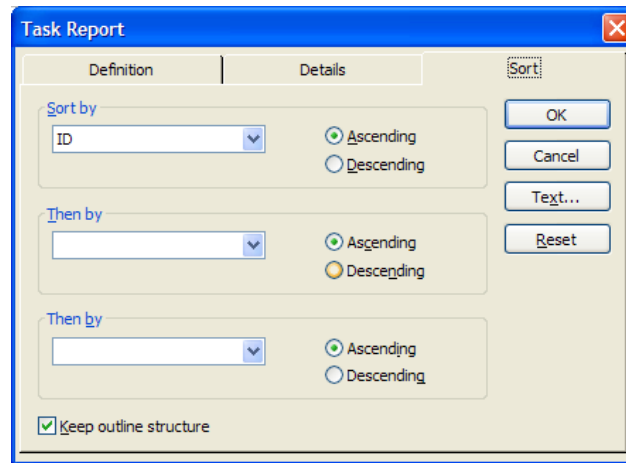 Task Report
Definition
Details
Sort
Sort by
ID
Ascending
Descending
Then by
Ascending
Descending
Then by
Ascending
Descending
Keep outline structure
OK
Cancel
Text...
Reset